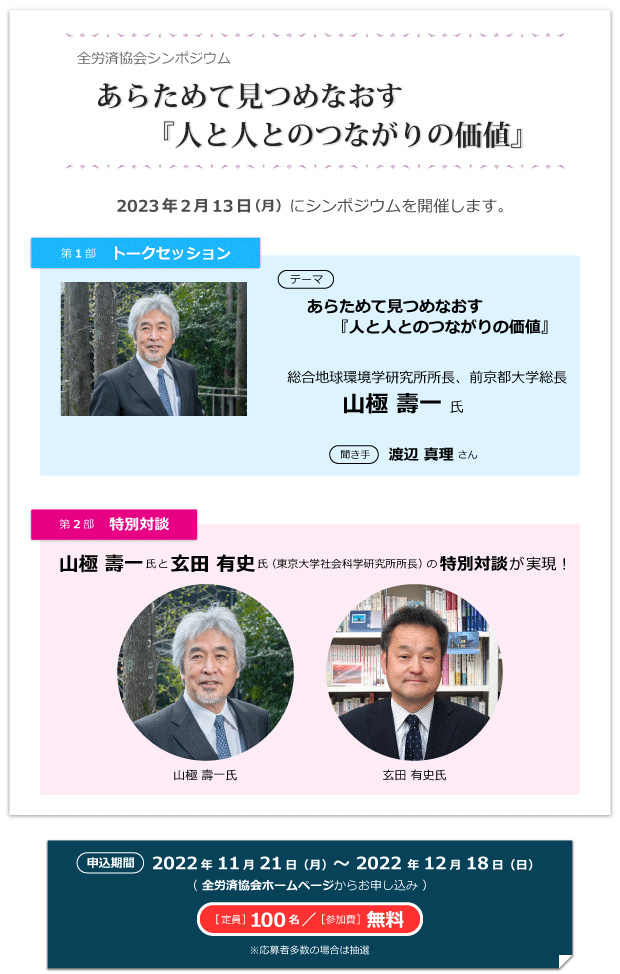 全労済協会シンポジウム
あらためて見つめなおす
『人と人とのつながりの価値』
2023年2月13日(月) にシンポジウムを開催します。
第1部 トークセッション
テーマ
あらためて見つめなおす
『人と人とのつながりの価値』
総合地球環境学研究所所長、前京都大学総長
山極 壽一 氏
聞き手 渡辺 真理 さん
第2部 特別対談
山極 壽一氏と玄田 有史氏(東京大学社会科学研究所所長)の特別対談が実現!
山極 壽一氏
玄田 有史氏
申込期間 2022年11月21日(月)～2022年12月18日(日)
(全労済協会ホームページからお申し込み)
[定員]100名／[参加費]無料
※応募者多数の場合は抽選